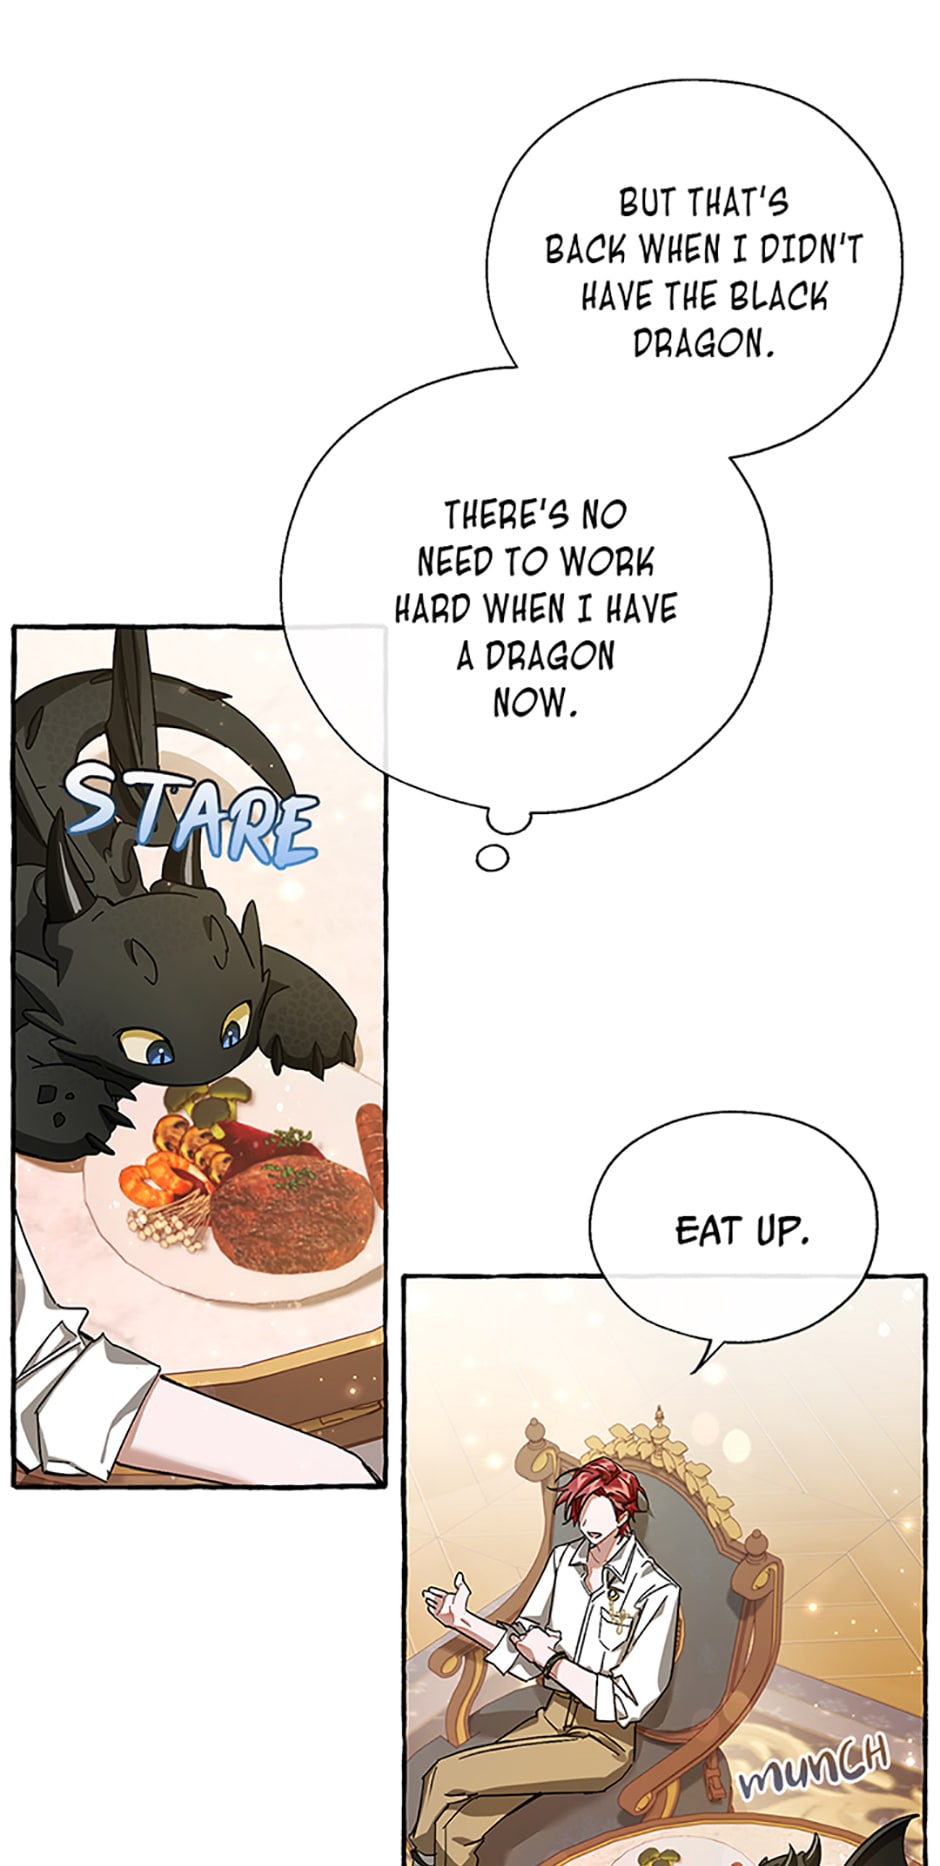 BUT THAT'S
BACK WHEN I DIDN'T
HAVE THE BLACK
DRAGON.
THERE'S NO
NEED TO WORK
HARD WHEN I HAVE
A DRAGON
NOW.
STARE
EAT UP.
MUNCH